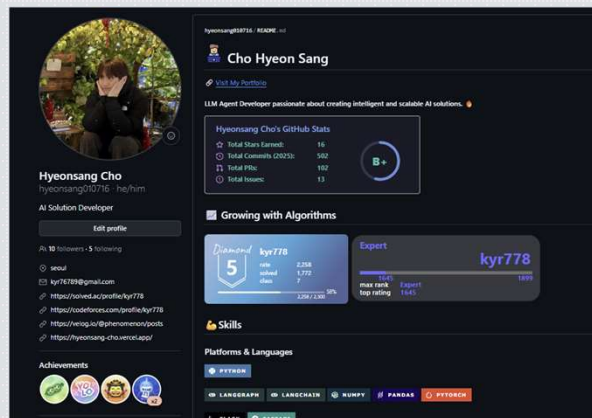 hyeonsang010716 / README.md
Cho Hyeon Sang
Visit My Portfolio
LLM Agent Developer passionate about creating intelligent and scalable AI solutions.
Hyeonsang Cho's GitHub Stats
Total Stars Earned: 16
Total Commits (2025): 502
Total PRs: 102
Total Issues: 13
B+
Hyeonsang Cho
hyeonsang010716 · he/him
AI Solution Developer
Edit profile
10 followers · 5 following
seoul
kyr76789@gmail.com
https://solved.ac/profile/kyr778
https://codeforces.com/profile/kyr778
https://velog.io/@phenomenon/posts
https://hyeonsang-cho.vercel.app/
Achievements
x2
Growing with Algorithms
Diamond
5
kyr778
rate 2,258
solved 1,772
class 7
58%
2,258 / 2,300
Expert
kyr778
1645 1899
max rank Expert
top rating 1645
Skills
Platforms & Languages
PYTHON
LANGGRAPH
LANGCHAIN
NUMPY
PANDAS
PYTORCH